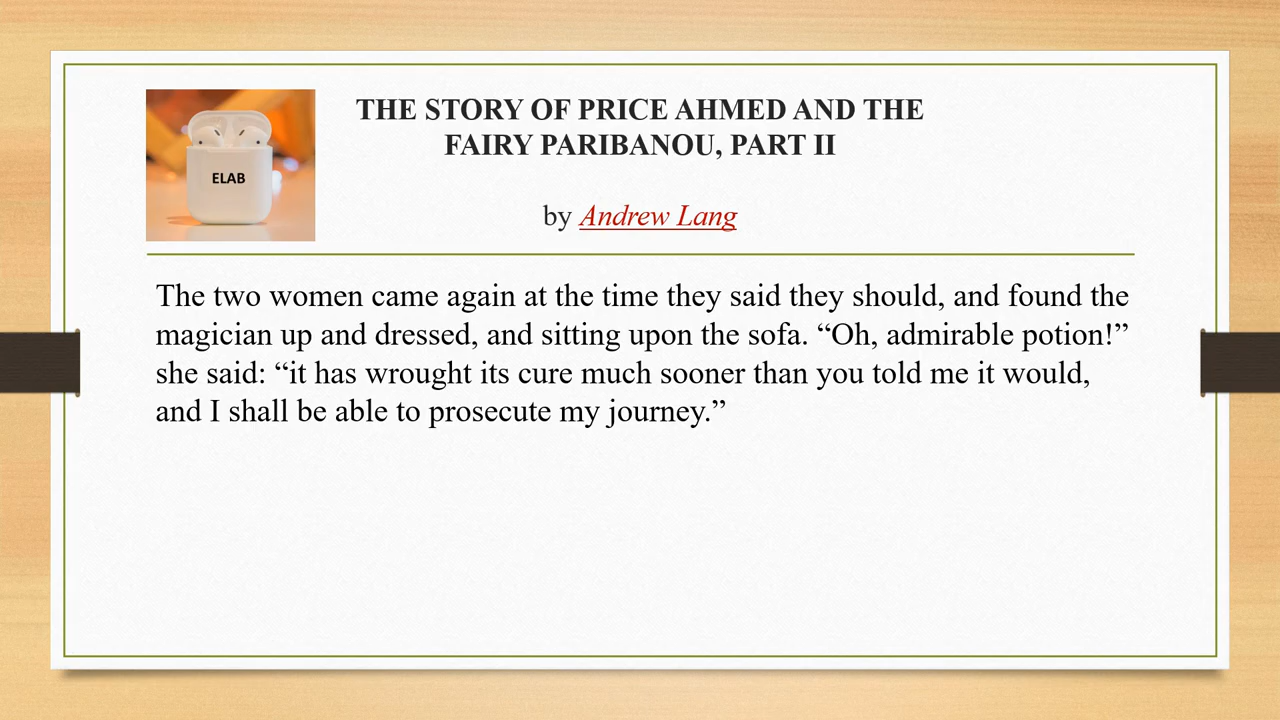 ELAB
THE STORY OF PRICE AHMED AND THE
FAIRY PARIBANOU, PART II
by Andrew Lang
The two women came again at the time they said they should, and found the
magician up and dressed, and sitting upon the sofa. “Oh, admirable potion!”
she said: “it has wrought its cure much sooner than you told me it would,
and I shall be able to prosecute my journey.”